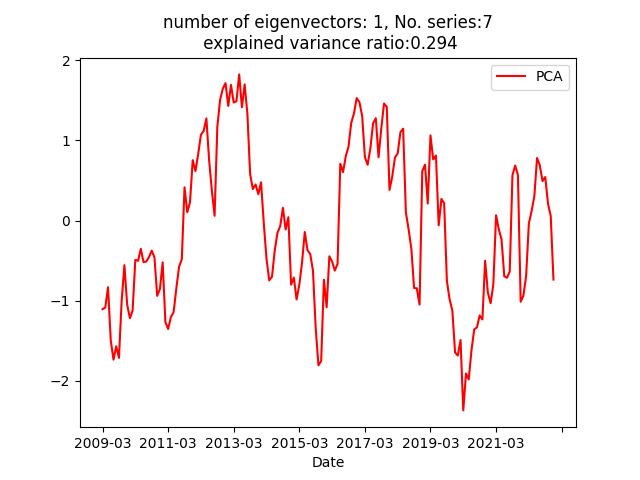 number of eigenvectors: 1, No. series:7
explained variance ratio:0.294
PCA
2
1
0
−1
−2
2009-03 2011-03 2013-03 2015-03 2017-03 2019-03 2021-03
Date